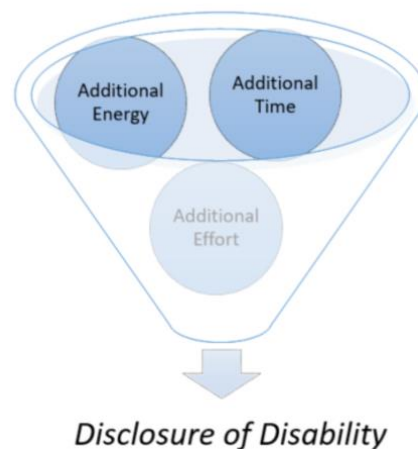 Additional
Energy
Additional
Time
Additional
Effort
Disclosure of Disability